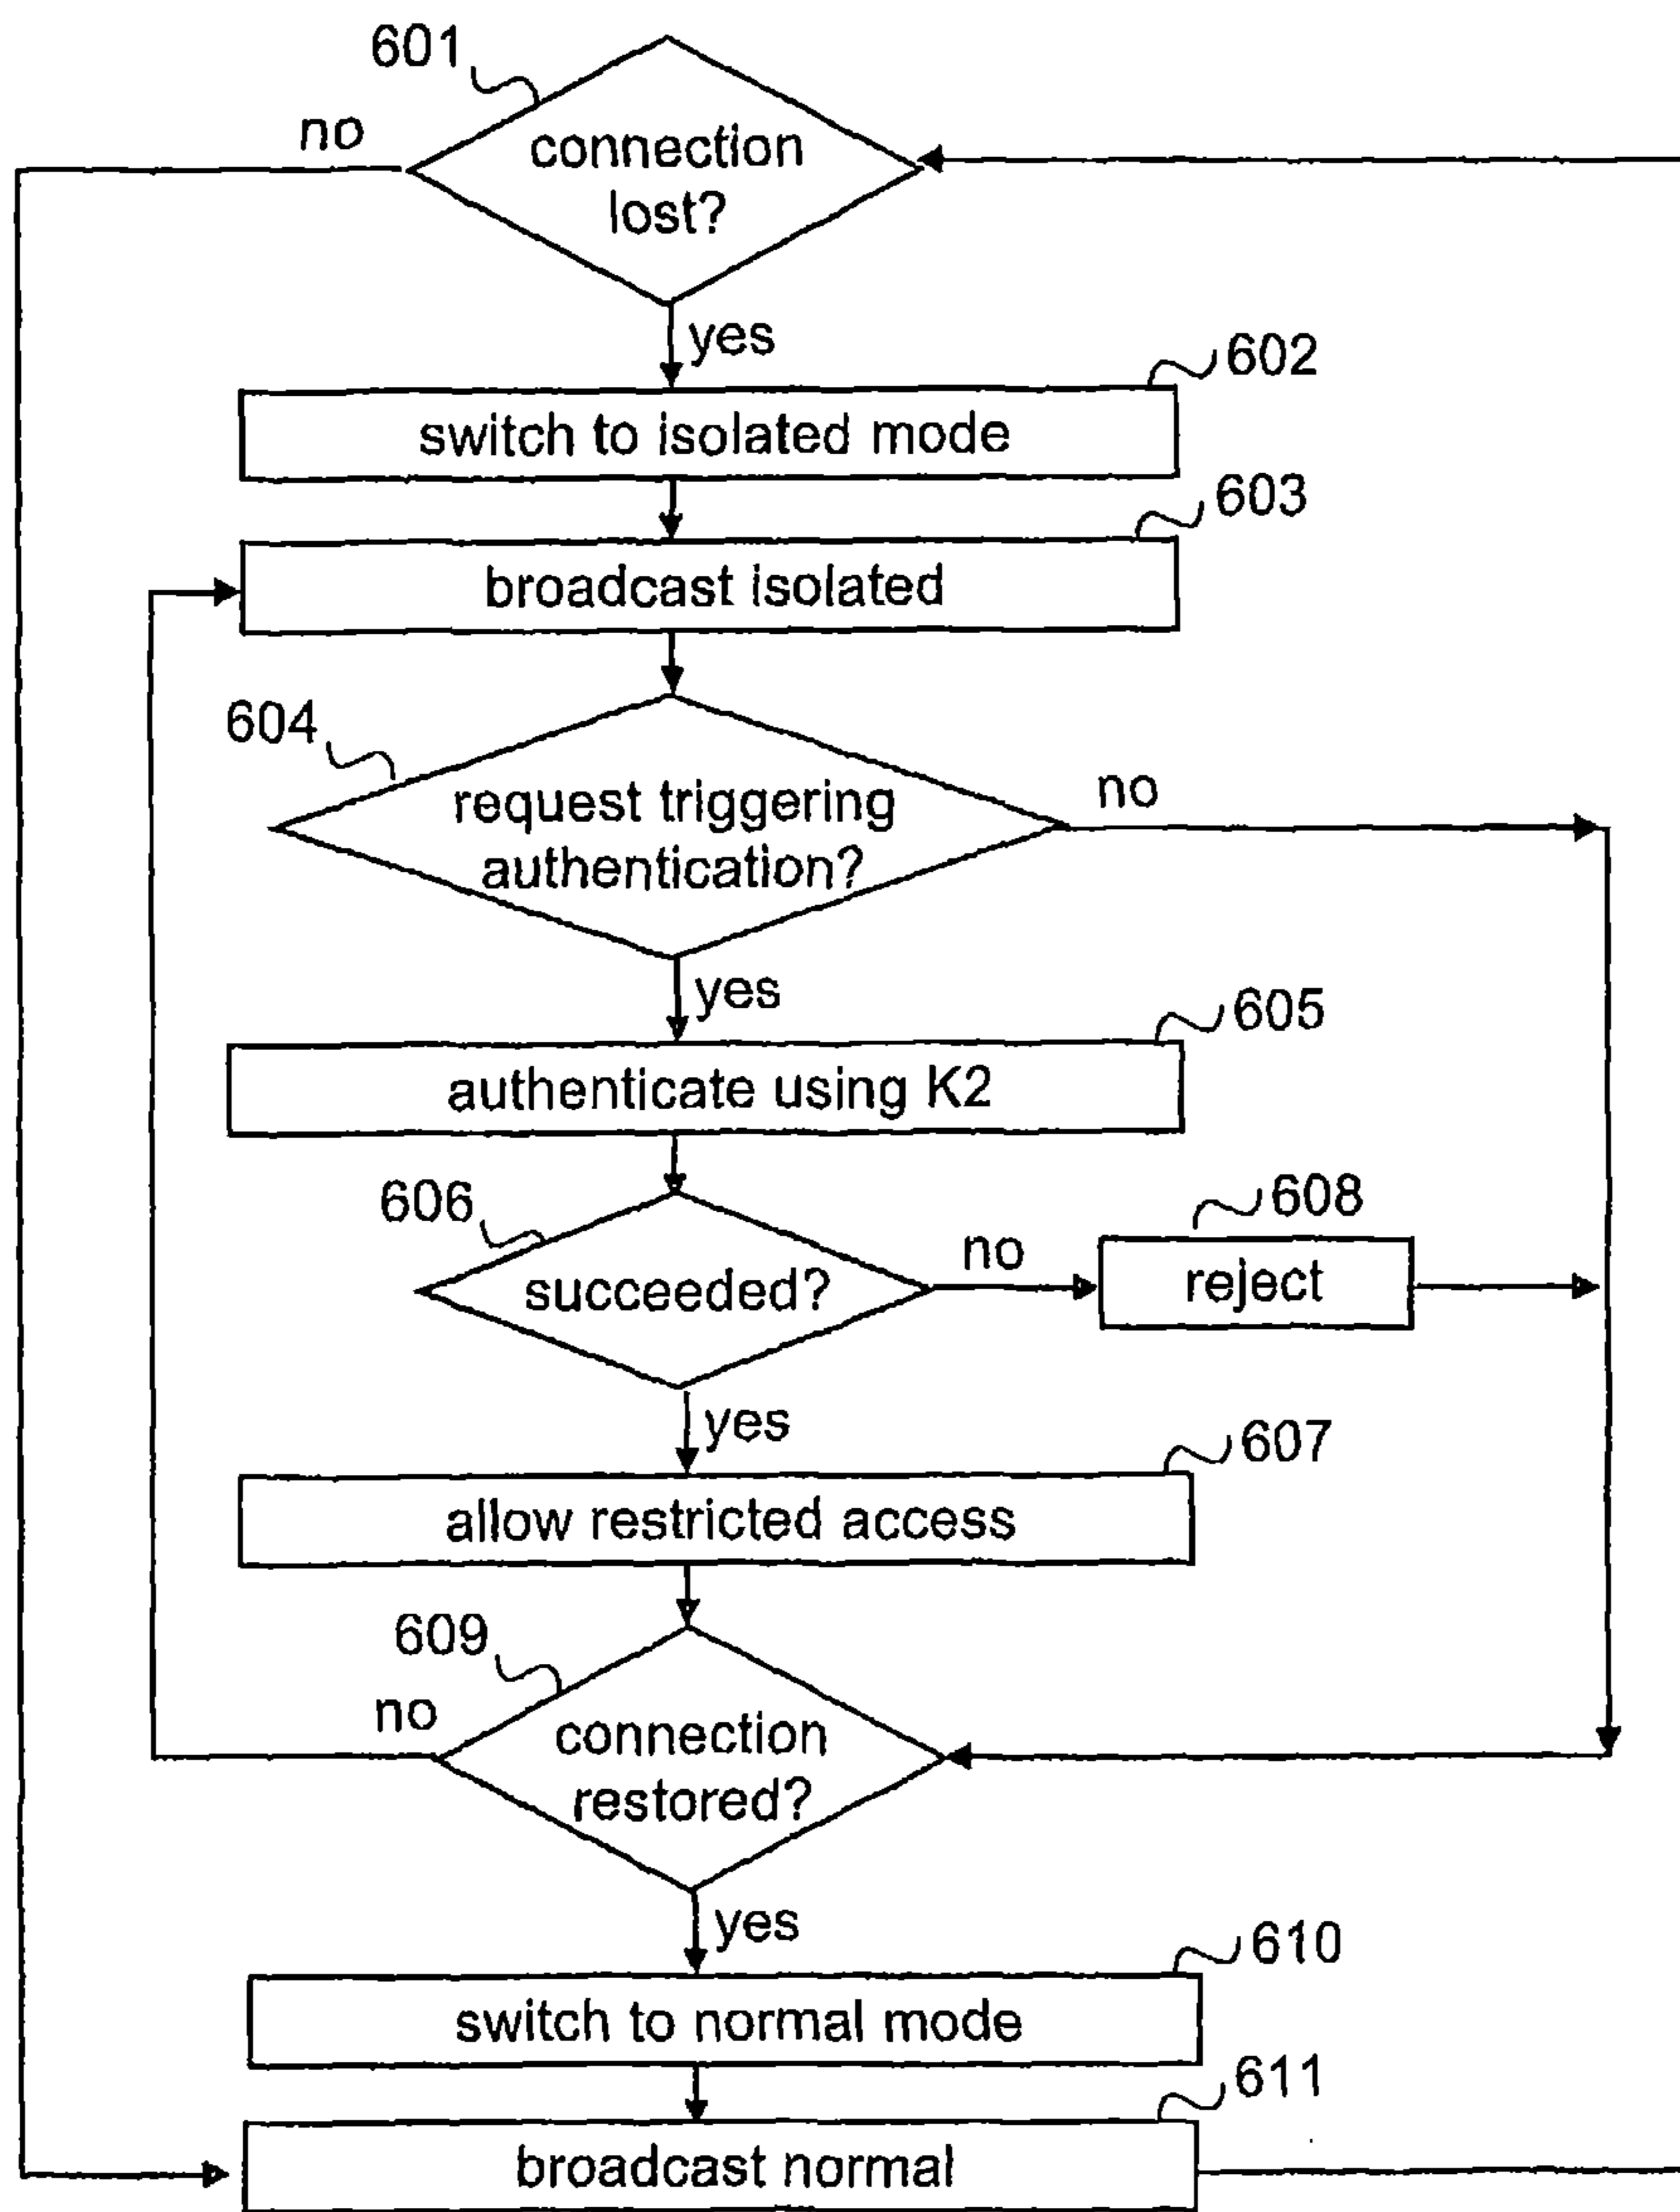 601
no
connection
lost?
yes
602
switch to isolated mode
603
broadcast isolated
604
request triggering
authentication?
no
yes
605
authenticate using K2
606
succeeded?
no
608
reject
yes
607
allow restricted access
609
no
connection
restored?
yes
610
switch to normal mode
611
broadcast normal